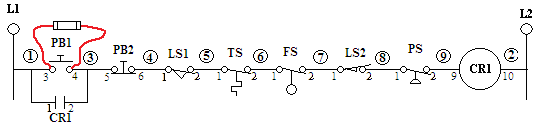 L1 L2
PB1 PB2 LS1 TS FS LS2 PS
① ③ ④ ⑤ ⑥ ⑦ ⑧ ⑨ CR1 ②
3 4 5 6 1 2 1 2 1 2 1 2 1 2 9 10
1 2
CR1